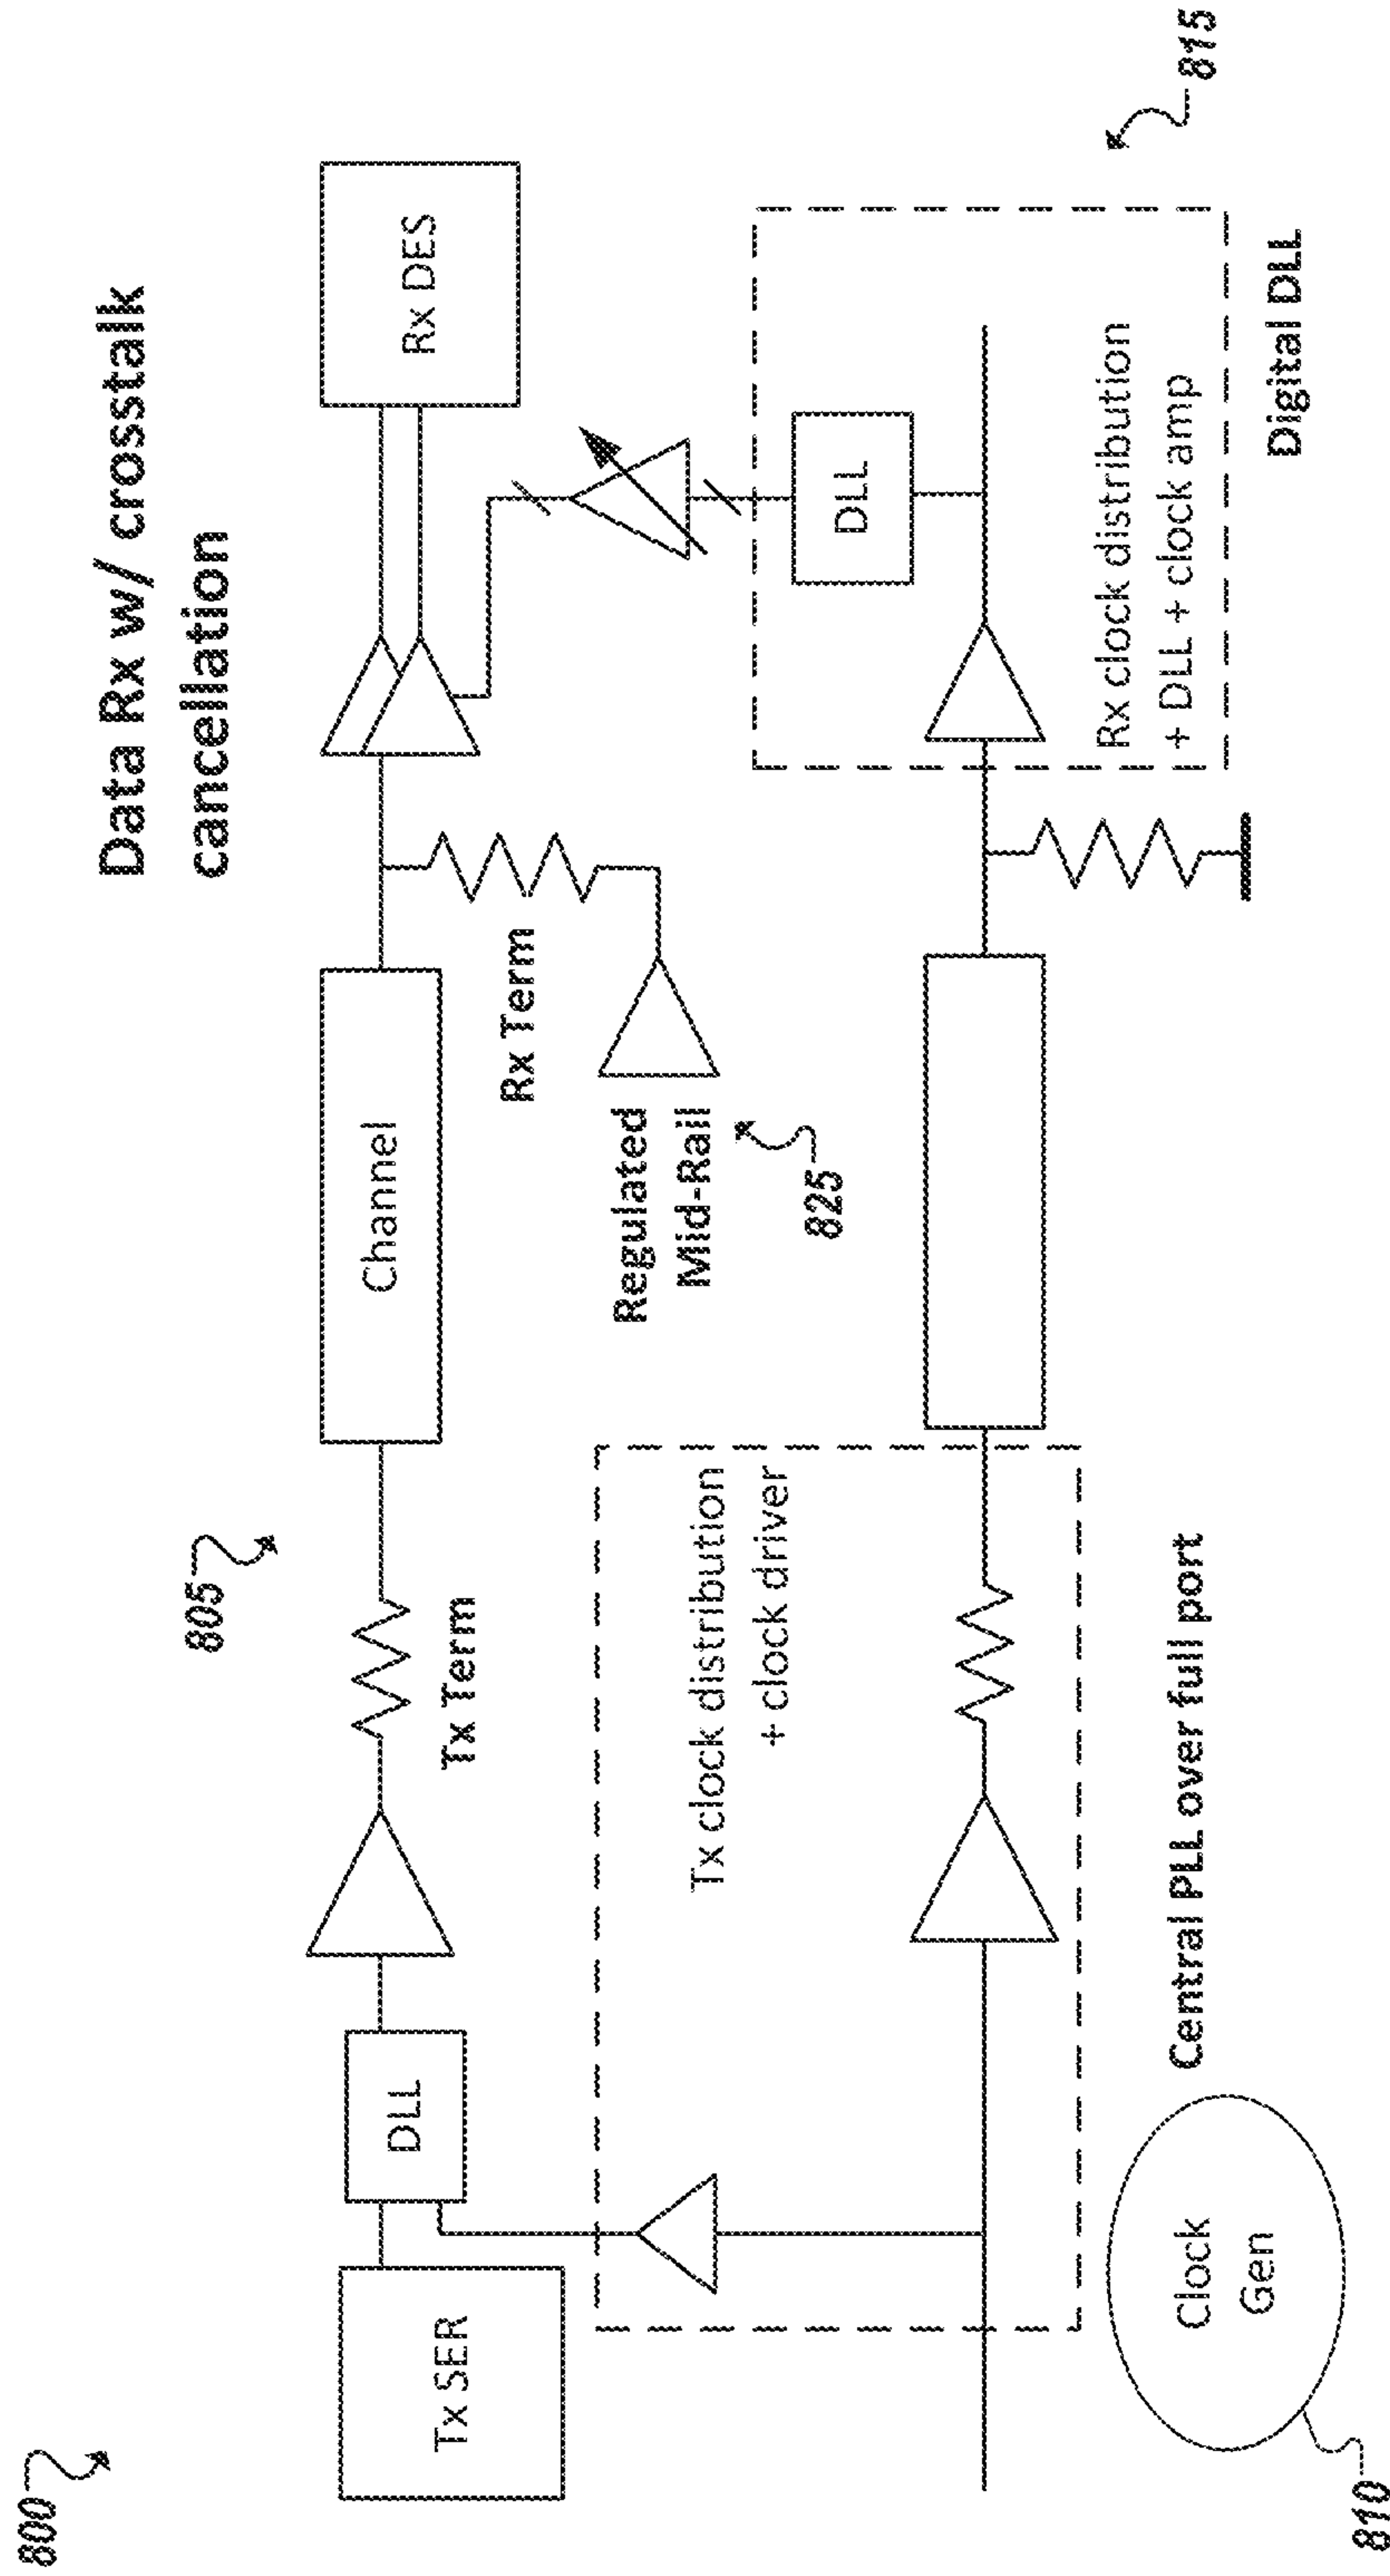 800
805
Data Rx w/ crosstalk
cancellation
Tx SER
DLL
Tx Term
Channel
Rx Term
Regulated
Mid-Rail
825
Rx DES
Tx clock distribution
+ clock driver
DLL
Rx clock distribution
+ DLL + clock amp
Digital DLL
815
Central PLL over full port
Clock
Gen
810